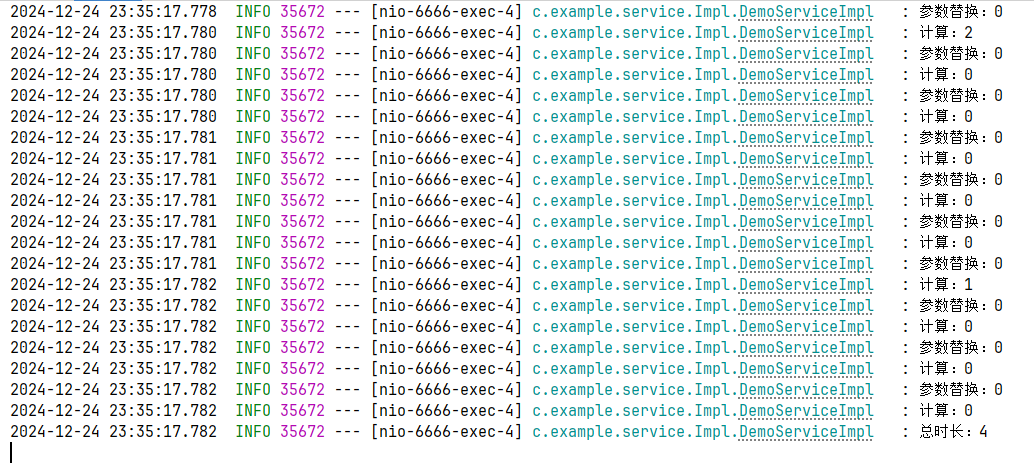 2024-12-24 23:35:17.778  INFO 35672 --- [nio-6666-exec-4] c.example.service.Impl.DemoServiceImpl   : 参数替换：0
2024-12-24 23:35:17.780  INFO 35672 --- [nio-6666-exec-4] c.example.service.Impl.DemoServiceImpl   : 计算：2
2024-12-24 23:35:17.780  INFO 35672 --- [nio-6666-exec-4] c.example.service.Impl.DemoServiceImpl   : 参数替换：0
2024-12-24 23:35:17.780  INFO 35672 --- [nio-6666-exec-4] c.example.service.Impl.DemoServiceImpl   : 计算：0
2024-12-24 23:35:17.780  INFO 35672 --- [nio-6666-exec-4] c.example.service.Impl.DemoServiceImpl   : 参数替换：0
2024-12-24 23:35:17.780  INFO 35672 --- [nio-6666-exec-4] c.example.service.Impl.DemoServiceImpl   : 计算：0
2024-12-24 23:35:17.781  INFO 35672 --- [nio-6666-exec-4] c.example.service.Impl.DemoServiceImpl   : 参数替换：0
2024-12-24 23:35:17.781  INFO 35672 --- [nio-6666-exec-4] c.example.service.Impl.DemoServiceImpl   : 计算：0
2024-12-24 23:35:17.781  INFO 35672 --- [nio-6666-exec-4] c.example.service.Impl.DemoServiceImpl   : 参数替换：0
2024-12-24 23:35:17.781  INFO 35672 --- [nio-6666-exec-4] c.example.service.Impl.DemoServiceImpl   : 计算：0
2024-12-24 23:35:17.781  INFO 35672 --- [nio-6666-exec-4] c.example.service.Impl.DemoServiceImpl   : 参数替换：0
2024-12-24 23:35:17.781  INFO 35672 --- [nio-6666-exec-4] c.example.service.Impl.DemoServiceImpl   : 计算：0
2024-12-24 23:35:17.781  INFO 35672 --- [nio-6666-exec-4] c.example.service.Impl.DemoServiceImpl   : 参数替换：0
2024-12-24 23:35:17.782  INFO 35672 --- [nio-6666-exec-4] c.example.service.Impl.DemoServiceImpl   : 计算：1
2024-12-24 23:35:17.782  INFO 35672 --- [nio-6666-exec-4] c.example.service.Impl.DemoServiceImpl   : 参数替换：0
2024-12-24 23:35:17.782  INFO 35672 --- [nio-6666-exec-4] c.example.service.Impl.DemoServiceImpl   : 计算：0
2024-12-24 23:35:17.782  INFO 35672 --- [nio-6666-exec-4] c.example.service.Impl.DemoServiceImpl   : 参数替换：0
2024-12-24 23:35:17.782  INFO 35672 --- [nio-6666-exec-4] c.example.service.Impl.DemoServiceImpl   : 计算：0
2024-12-24 23:35:17.782  INFO 35672 --- [nio-6666-exec-4] c.example.service.Impl.DemoServiceImpl   : 参数替换：0
2024-12-24 23:35:17.782  INFO 35672 --- [nio-6666-exec-4] c.example.service.Impl.DemoServiceImpl   : 计算：0
2024-12-24 23:35:17.782  INFO 35672 --- [nio-6666-exec-4] c.example.service.Impl.DemoServiceImpl   : 总时长：4